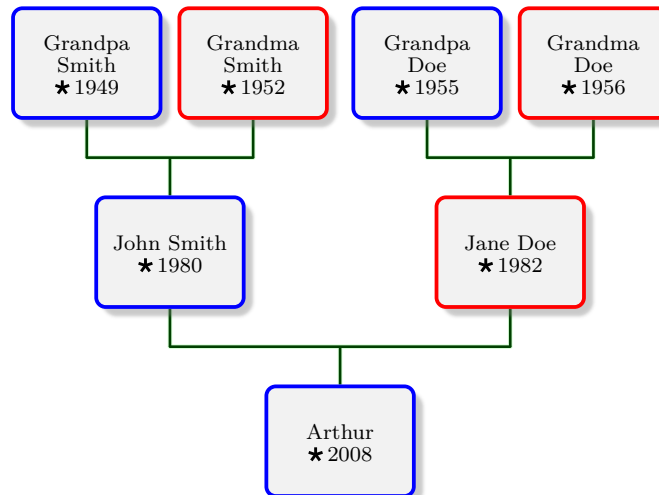 Grandpa
Smith
★ 1949
Grandma
Smith
★ 1952
Grandpa
Doe
★ 1955
Grandma
Doe
★ 1956
John Smith
★ 1980
Jane Doe
★ 1982
Arthur
★ 2008